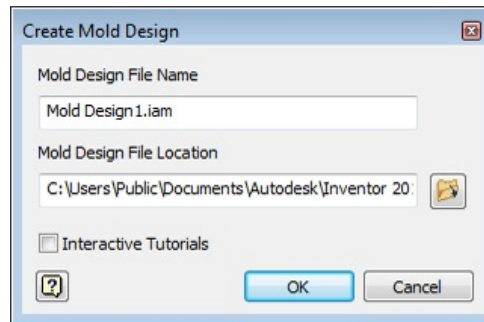 Create Mold Design
Mold Design File Name
Mold Design1.iam
Mold Design File Location
C:\Users\Public\Documents\Autodesk\Inventor 20
Interactive Tutorials
OK
Cancel